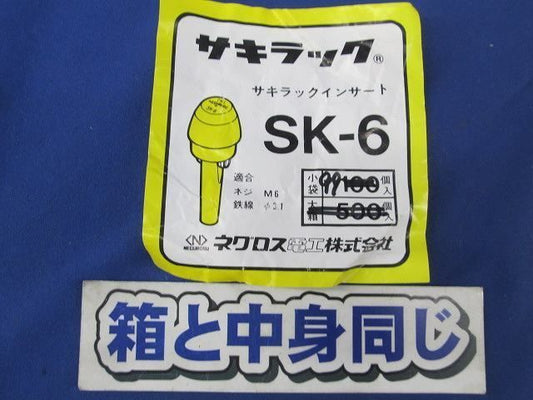 サキラック®
サキラックインサート
SK-6
適合
ネジ M6
鉄線 φ2.1
小袋 99 100 個入
大箱 500 個入
NEGUROSU
ネグロス電工株式会社
箱と中身同じ